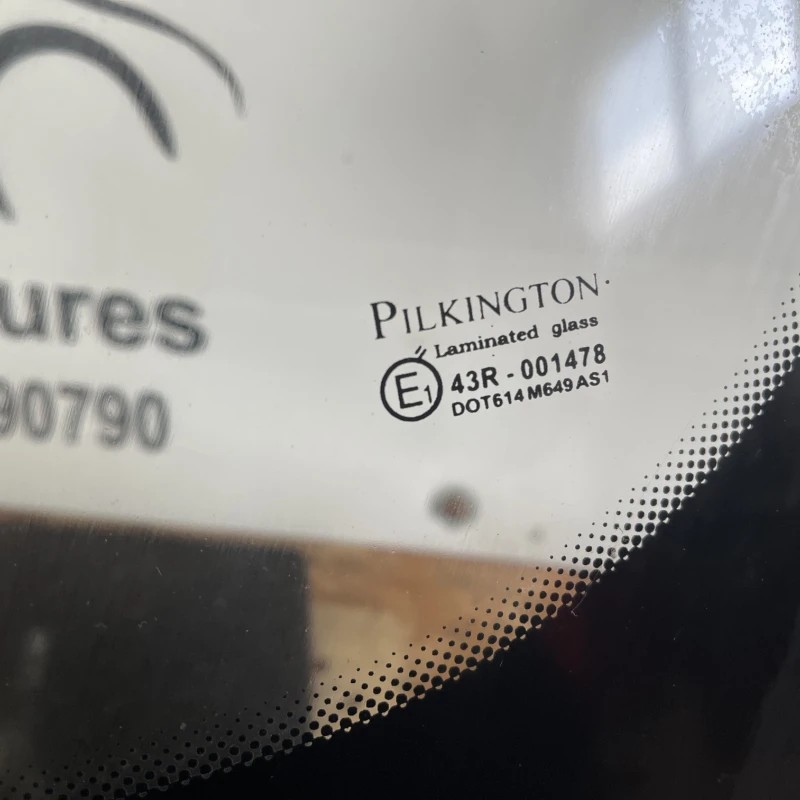 ures
90790
PILKINGTON
Laminated glass
E1 43R - 001478
DOT614 M649 AS1